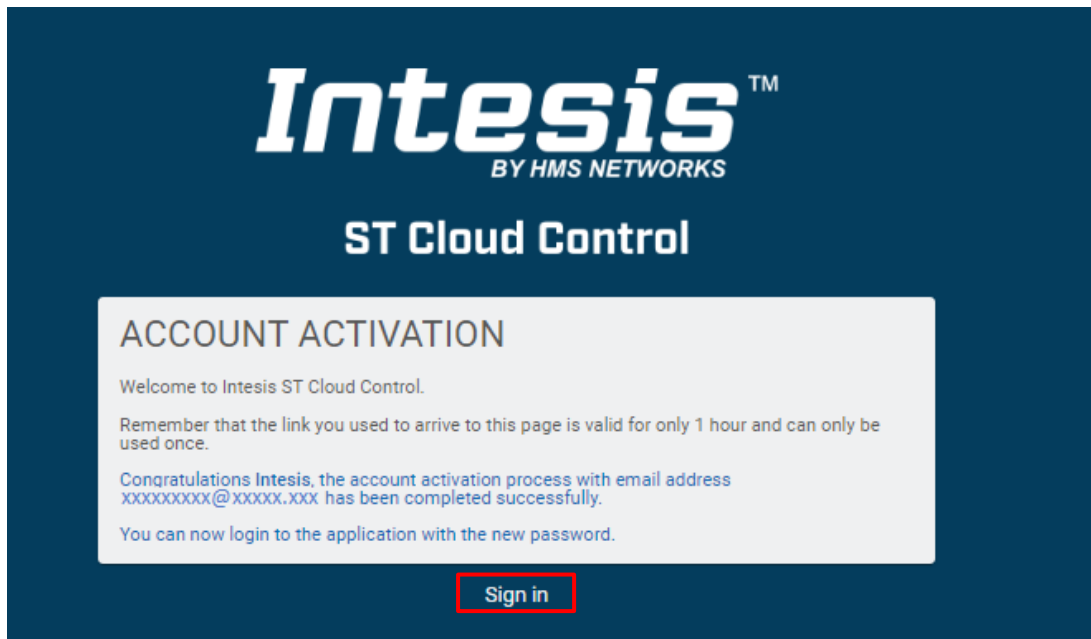 Intesis™
BY HMS NETWORKS
ST Cloud Control
ACCOUNT ACTIVATION
Welcome to Intesis ST Cloud Control.
Remember that the link you used to arrive to this page is valid for only 1 hour and can only be
used once.
Congratulations Intesis, the account activation process with email address
xxxxxxxxx@xxxxx.xxx has been completed successfully.
You can now login to the application with the new password.
Sign in